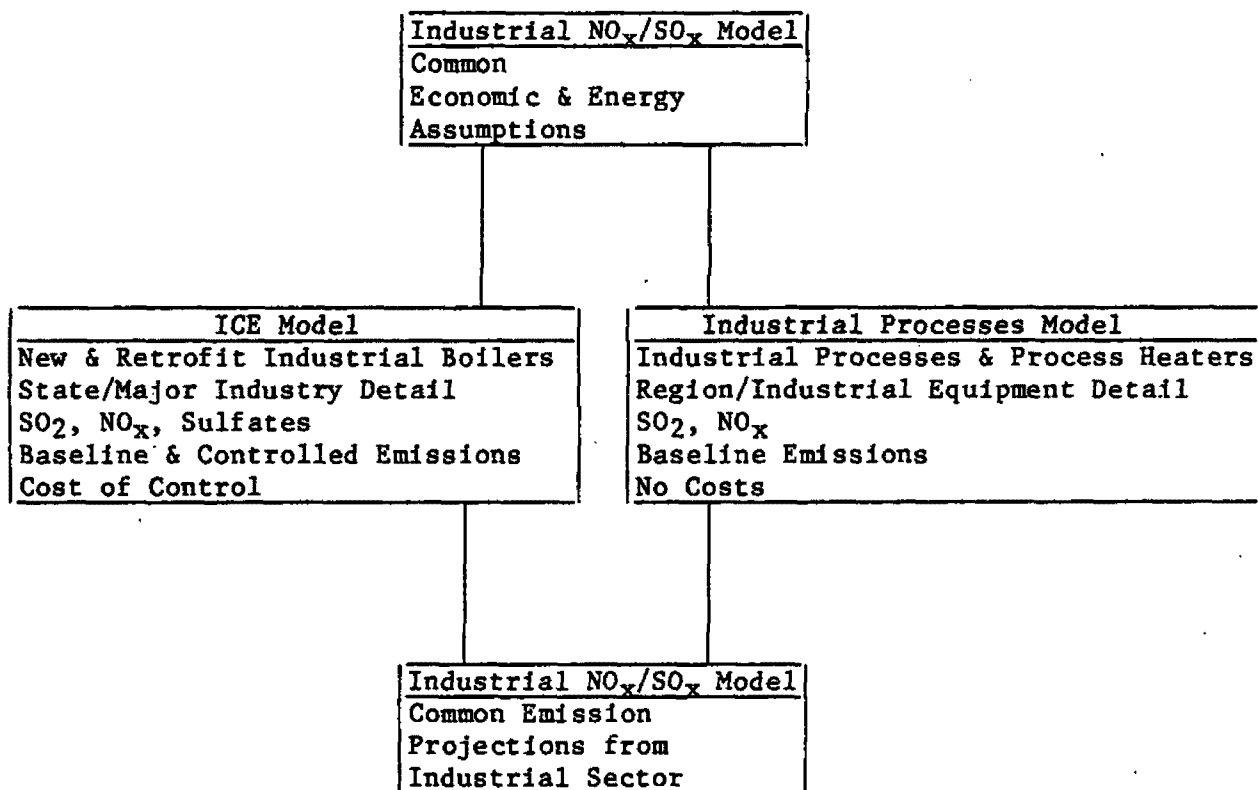 Industrial NOx/SOx Model
Common
Economic & Energy
Assumptions
ICE Model
New & Retrofit Industrial Boilers
State/Major Industry Detail
SO2, NOx, Sulfates
Baseline & Controlled Emissions
Cost of Control
Industrial Processes Model
Industrial Processes & Process Heaters
Region/Industrial Equipment Detail
SO2, NOx
Baseline Emissions
No Costs
Industrial NOx/SOx Model
Common Emission
Projections from
Industrial Sector